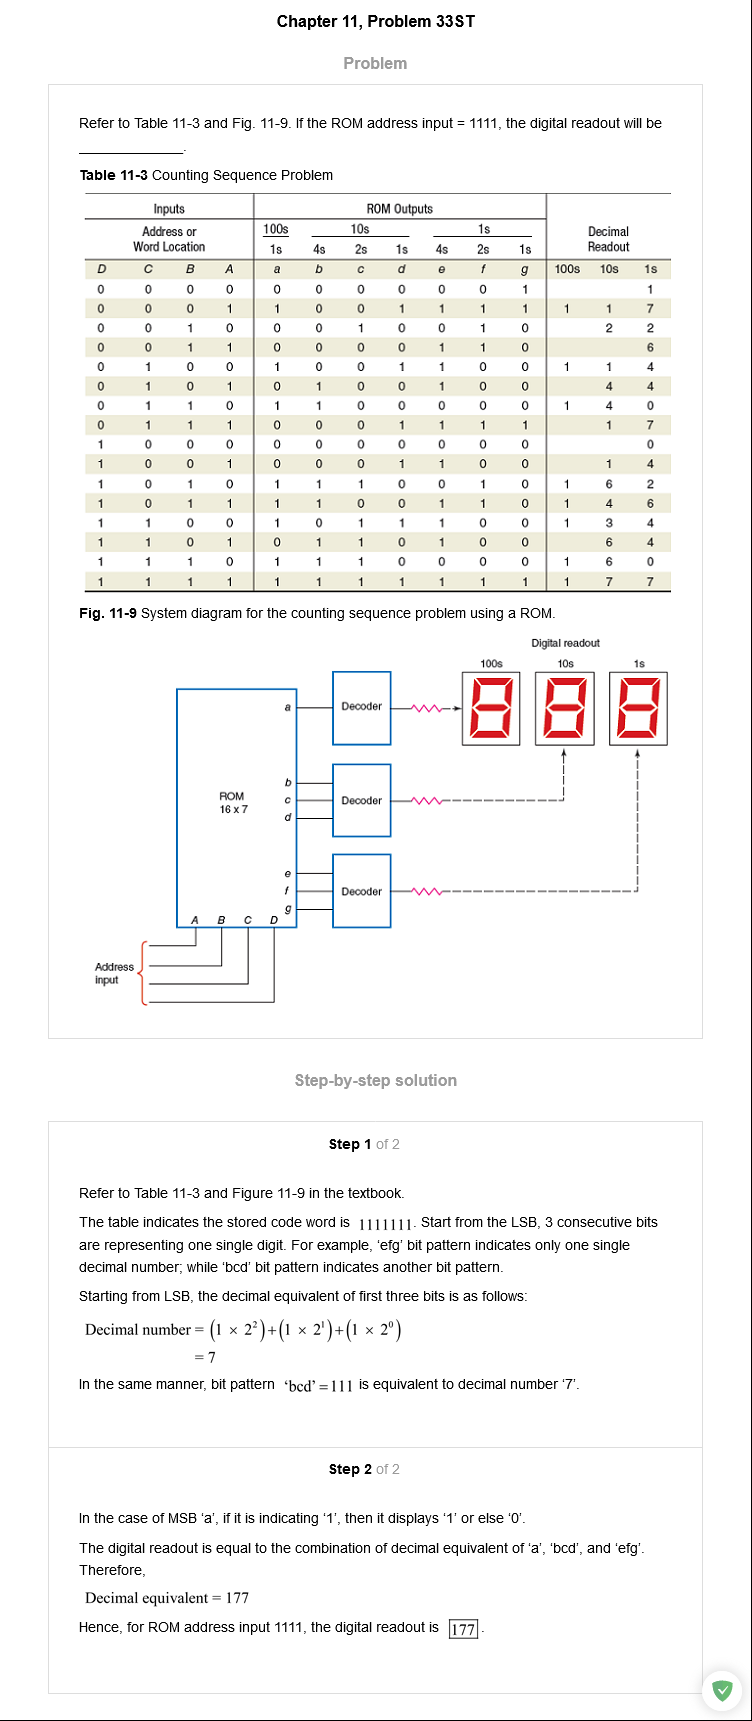 Chapter 11, Problem 33ST
Problem
Refer to Table 11-3 and Fig. 11-9. If the ROM address input = 1111, the digital readout will be
______________.
Table 11-3 Counting Sequence Problem
Inputs ROM Outputs
Address or Word Location 100s 10s 1s Decimal Readout
1s 4s 2s 1s 4s 2s 1s
D C B A a b c d e f g 100s 10s 1s
0 0 0 0 0 0 0 0 0 0 1 1
0 0 0 1 1 0 0 1 1 1 1 1 1 7
0 0 1 0 0 0 1 0 0 1 0 2 2
0 0 1 1 0 0 0 0 1 1 0 6
0 1 0 0 1 0 0 1 1 0 0 1 1 4
0 1 0 1 0 1 0 0 1 0 0 4 4
0 1 1 0 1 1 0 0 0 0 0 1 4 0
0 1 1 1 0 0 0 1 1 1 1 1 7
1 0 0 0 0 0 0 0 0 0 0 0
1 0 0 1 0 0 0 1 1 0 0 1 4
1 0 1 0 1 1 1 0 0 1 0 1 6 2
1 0 1 1 1 1 0 0 1 1 0 1 4 6
1 1 0 0 1 0 1 1 1 0 0 1 3 4
1 1 0 1 0 1 1 0 1 0 0 6 4
1 1 1 0 1 1 1 0 0 0 0 1 6 0
1 1 1 1 1 1 1 1 1 1 1 1 7 7
Fig. 11-9 System diagram for the counting sequence problem using a ROM.
Digital readout
100s 10s 1s
a Decoder 8 8 8
b
ROM c Decoder
16 x 7 d
e
f Decoder
g
A B C D
Address
input
Step-by-step solution
Step 1 of 2
Refer to Table 11-3 and Figure 11-9 in the textbook.
The table indicates the stored code word is 1111111. Start from the LSB, 3 consecutive bits
are representing one single digit. For example, ‘efg’ bit pattern indicates only one single
decimal number; while ‘bcd’ bit pattern indicates another bit pattern.
Starting from LSB, the decimal equivalent of first three bits is as follows:
Decimal number = (1 × 2²)+(1 × 2¹)+(1 × 2⁰)
= 7
In the same manner, bit pattern ‘bcd’ = 111 is equivalent to decimal number ‘7’.
Step 2 of 2
In the case of MSB ‘a’, if it is indicating ‘1’, then it displays ‘1’ or else ‘0’.
The digital readout is equal to the combination of decimal equivalent of ‘a’, ‘bcd’, and ‘efg’.
Therefore,
Decimal equivalent = 177
Hence, for ROM address input 1111, the digital readout is 177.